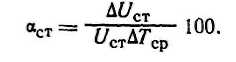 α_ст = ΔU_ст / U_ст ΔT_ср 100.